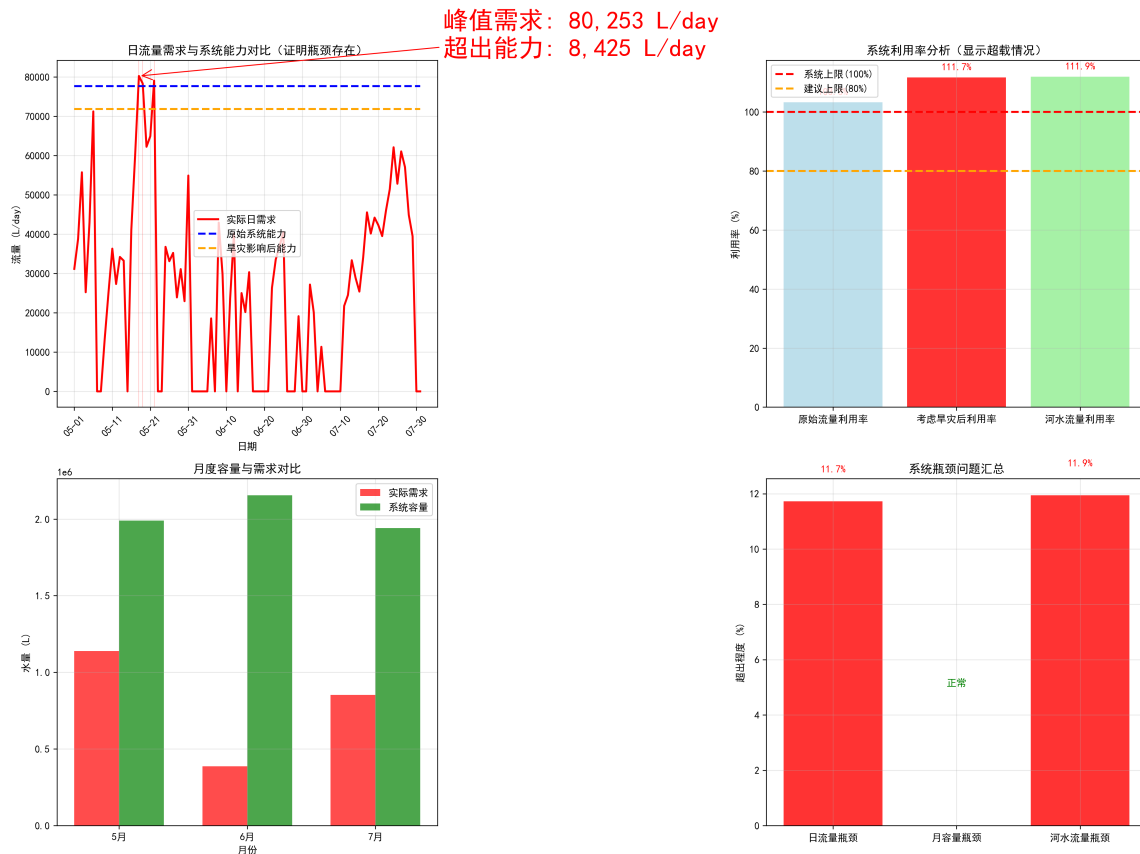 峰值需求: 80,253 L/day
超出能力: 8,425 L/day
日流量需求与系统能力对比（证明瓶颈存在）
流量 (L/day)
80000
70000
60000
50000
40000
30000
20000
10000
0
实际日需求
原始系统能力
旱灾影响后能力
05-01
05-11
05-21
05-31
06-10
06-20
06-30
07-10
07-20
07-30
日期
系统利用率分析（显示超载情况）
111.7%
111.9%
系统上限(100%)
建议上限(80%)
利用率 (%)
100
80
60
40
20
0
原始流量利用率
考虑旱灾后利用率
河水流量利用率
月度容量与需求对比
1e6
水量 (L)
2.0
1.5
1.0
0.5
0.0
实际需求
系统容量
5月
6月
7月
月份
系统瓶颈问题汇总
11.7%
11.9%
超出程度 (%)
12
10
8
6
4
2
0
正常
日流量瓶颈
月容量瓶颈
河水流量瓶颈